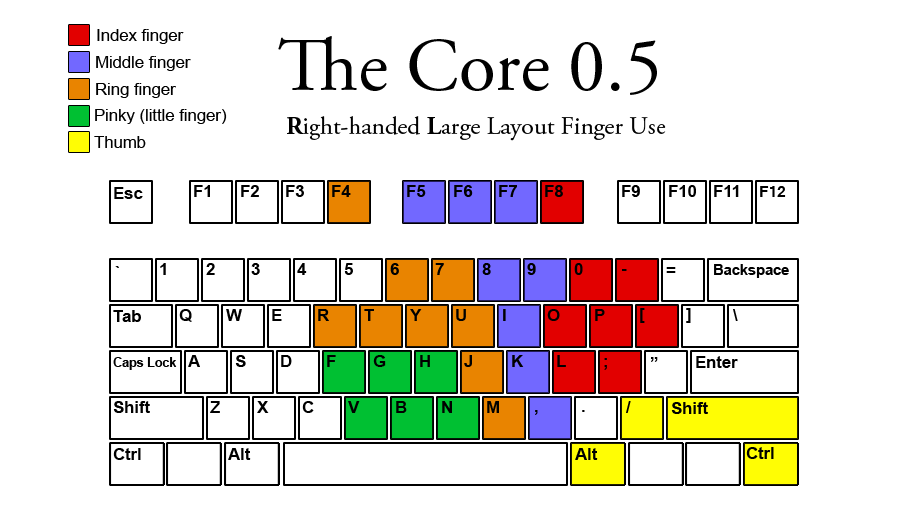 Index finger
Middle finger
Ring finger
Pinky (little finger)
Thumb
The Core 0.5
Right-handed Large Layout Finger Use
Esc F1 F2 F3 F4 F5 F6 F7 F8 F9 F10 F11 F12
` 1 2 3 4 5 6 7 8 9 0 - = Backspace
Tab Q W E R T Y U I O P [ ] \
Caps Lock A S D F G H J K L ; ” Enter
Shift Z X C V B N M , . / Shift
Ctrl Alt Alt Ctrl